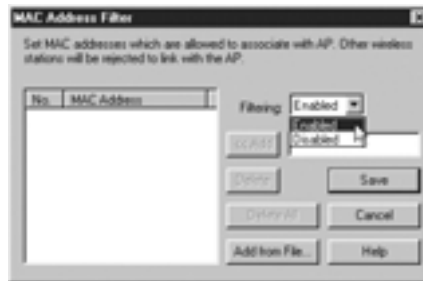 MAC Address Filter
Set MAC addresses which are allowed to associate with AP. Other wireless
stations will be rejected to link with the AP.
No. MAC Address
Filtering: Enabled
Enabled
Disabled
<< Add
Delete
Save
Delete All
Cancel
Add from File...
Help